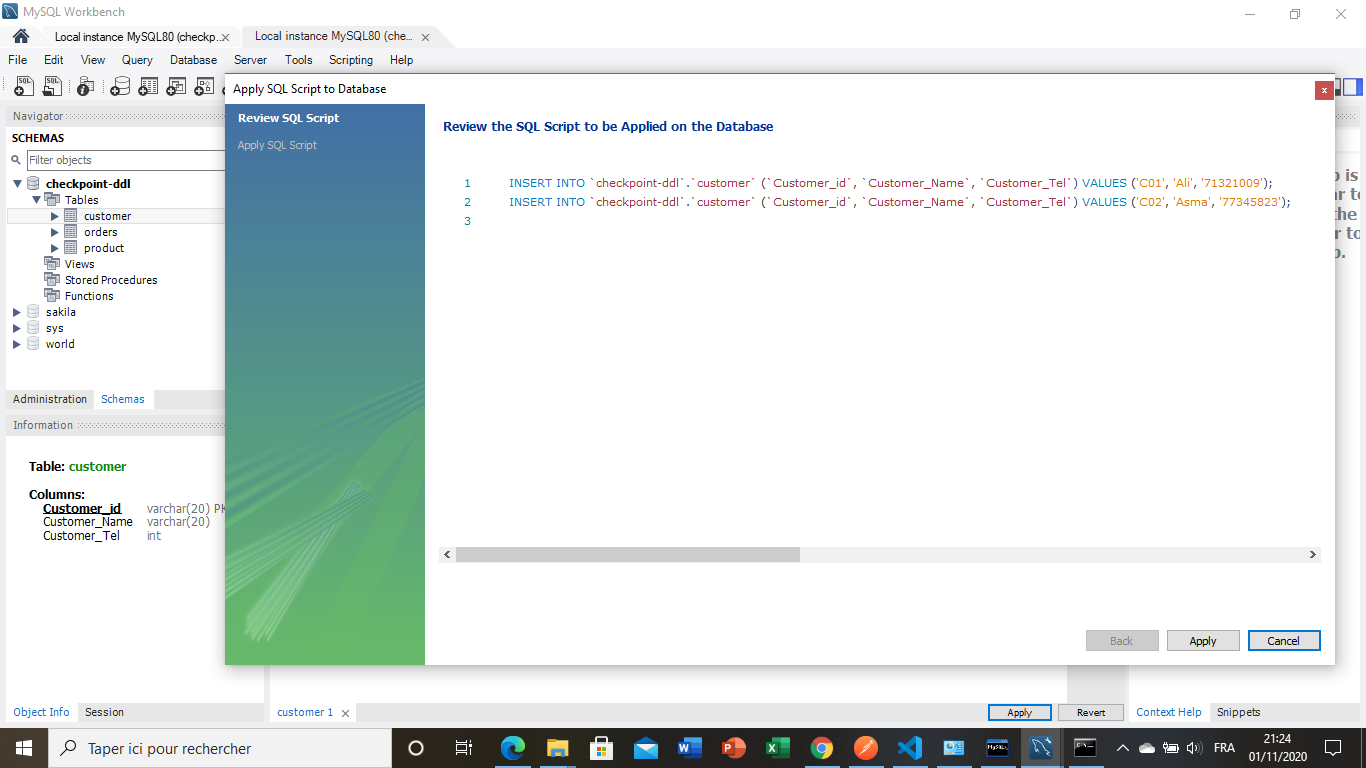 MySQL Workbench
Local instance MySQL80 (checkp... Local instance MySQL80 (che...
File Edit View Query Database Server Tools Scripting Help
Apply SQL Script to Database
Navigator
SCHEMAS
Filter objects
checkpoint-ddl
Tables
customer
orders
product
Views
Stored Procedures
Functions
sakila
sys
world
Administration Schemas
Information
Table: customer
Columns:
Customer_id varchar(20) PK
Customer_Name varchar(20)
Customer_Tel int
Object Info Session
Review SQL Script
Apply SQL Script
Review the SQL Script to be Applied on the Database
1 INSERT INTO `checkpoint-ddl`.`customer` (`Customer_id`, `Customer_Name`, `Customer_Tel`) VALUES ('C01', 'Ali', '71321009');
2 INSERT INTO `checkpoint-ddl`.`customer` (`Customer_id`, `Customer_Name`, `Customer_Tel`) VALUES ('C02', 'Asma', '77345823');
3
Back Apply Cancel
is
to
the
to
customer 1 Apply Revert
Context Help Snippets
Taper ici pour rechercher
FRA
21:24
01/11/2020